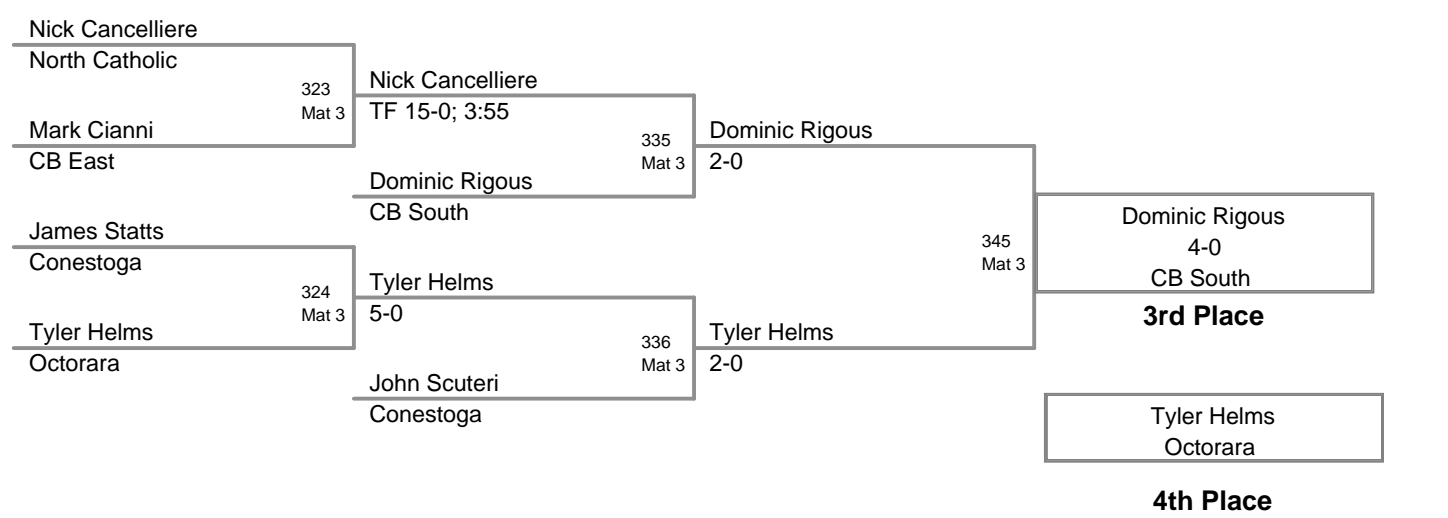 Nick Cancelliere
North Catholic
323
Mat 3
Mark Cianni
CB East
Nick Cancelliere
TF 15-0; 3:55
335
Mat 3
Dominic Rigous
CB South
Dominic Rigous
2-0
James Statts
Conestoga
324
Mat 3
Tyler Helms
Octorara
Tyler Helms
5-0
336
Mat 3
John Scuteri
Conestoga
Tyler Helms
2-0
345
Mat 3
Dominic Rigous
4-0
CB South
3rd Place
Tyler Helms
Octorara
4th Place